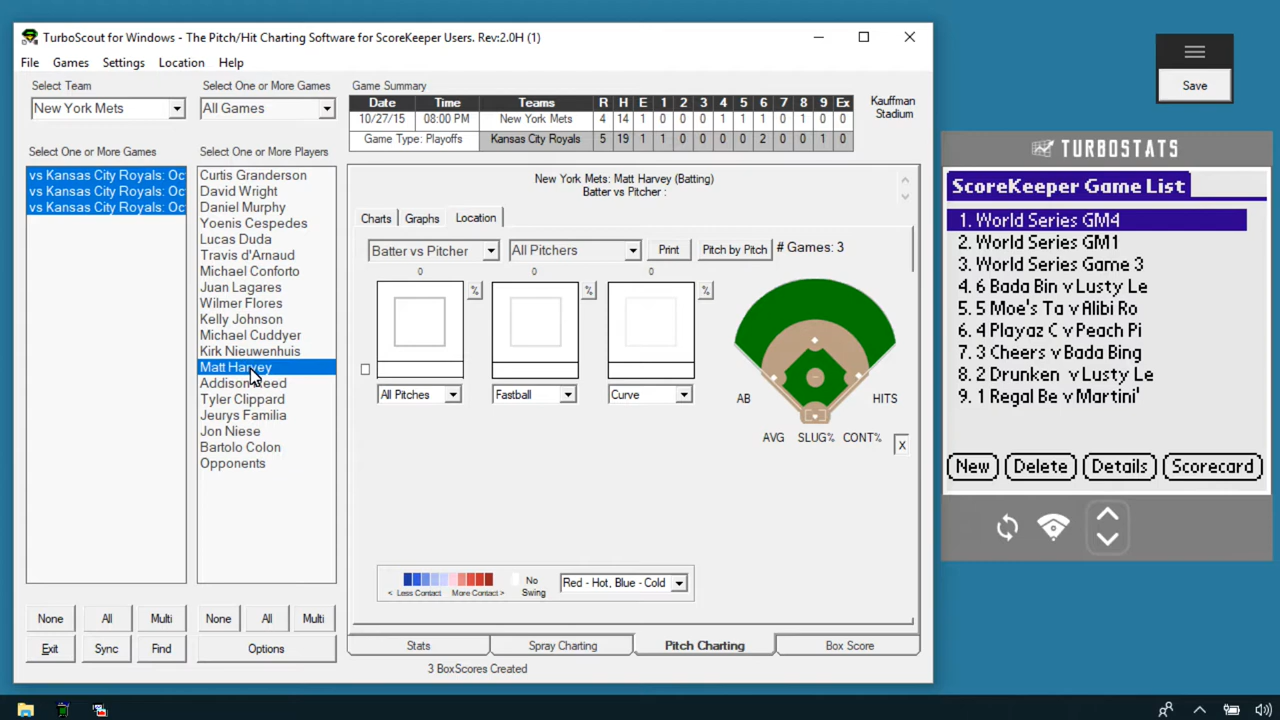 TurboScout for Windows - The Pitch/Hit Charting Software for ScoreKeeper Users. Rev:2.0H (1)
File Games Settings Location Help
Select Team
New York Mets
Select One or More Games
All Games
Game Summary
Date Time Teams R H E 1 2 3 4 5 6 7 8 9 Ex
10/27/15 08:00 PM New York Mets 4 14 1 0 0 0 1 1 1 0 1 0 0
Game Type: Playoffs Kansas City Royals 5 19 1 1 0 0 0 0 2 0 0 1 0
Kauffman
Stadium
Select One or More Games
vs Kansas City Royals: Oc
vs Kansas City Royals: Oc
vs Kansas City Royals: Oc
Select One or More Players
Curtis Granderson
David Wright
Daniel Murphy
Yoenis Cespedes
Lucas Duda
Travis d'Arnaud
Michael Conforto
Juan Lagares
Wilmer Flores
Kelly Johnson
Michael Cuddyer
Kirk Nieuwenhuis
Matt Harvey
Addison Reed
Tyler Clippard
Jeurys Familia
Jon Niese
Bartolo Colon
Opponents
New York Mets: Matt Harvey (Batting)
Batter vs Pitcher :
Charts Graphs Location
Batter vs Pitcher All Pitchers Print Pitch by Pitch # Games: 3
0 0 0
% % %
All Pitches Fastball Curve
AB HITS
AVG SLUG% CONT%
X
< Less Contact More Contact >
No
Swing
Red - Hot, Blue - Cold
None All Multi None All Multi
Exit Sync Find Options
Stats Spray Charting Pitch Charting Box Score
3 BoxScores Created
Save
TURBOSTATS
ScoreKeeper Game List
1. World Series GM4
2. World Series GM1
3. World Series Game 3
4. 6 Bada Bin v Lusty Le
5. 5 Moe's Ta v Alibi Ro
6. 4 Playaz C v Peach Pi
7. 3 Cheers v Bada Bing
8. 2 Drunken v Lusty Le
9. 1 Regal Be v Martini'
New Delete Details Scorecard